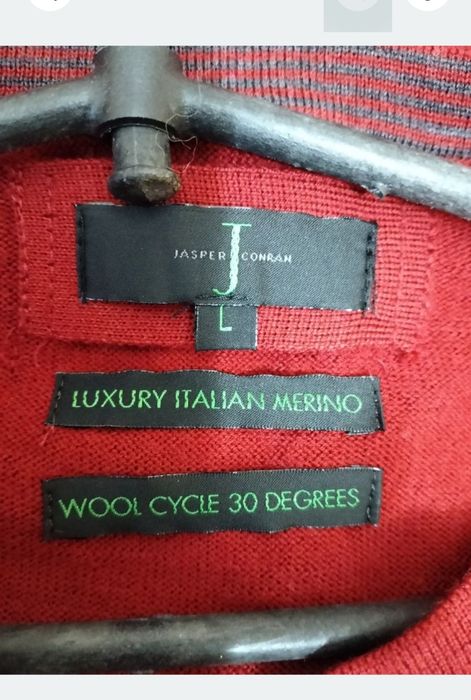 J
JASPER CONRAN
L
LUXURY ITALIAN MERINO
WOOL CYCLE 30 DEGREES